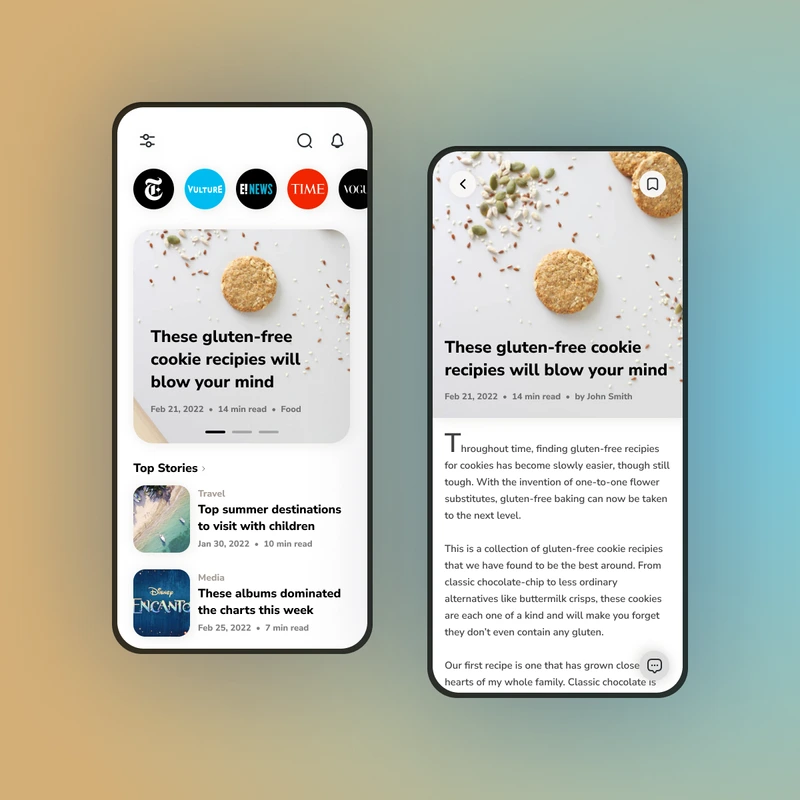 VULTURE
E! NEWS
TIME
VOGU
These gluten-free
cookie recipies will
blow your mind
Feb 21, 2022 • 14 min read • Food
Top Stories ›
Travel
Top summer destinations
to visit with children
Jan 30, 2022 • 10 min read
Disney
ENCANTO
Media
These albums dominated
the charts this week
Feb 25, 2022 • 7 min read
These gluten-free cookie
recipies will blow your mind
Feb 21, 2022 • 14 min read • by John Smith
Throughout time, finding gluten-free recipies
for cookies has become slowly easier, though still
tough. With the invention of one-to-one flower
substitutes, gluten-free baking can now be taken
to the next level.
This is a collection of gluten-free cookie recipies
that we have found to be the best around. From
classic chocolate-chip to less ordinary
alternatives like buttermilk crisps, these cookies
are each one of a kind and will make you forget
they don't even contain any gluten.
Our first recipe is one that has grown close
hearts of my whole family. Classic chocolate is